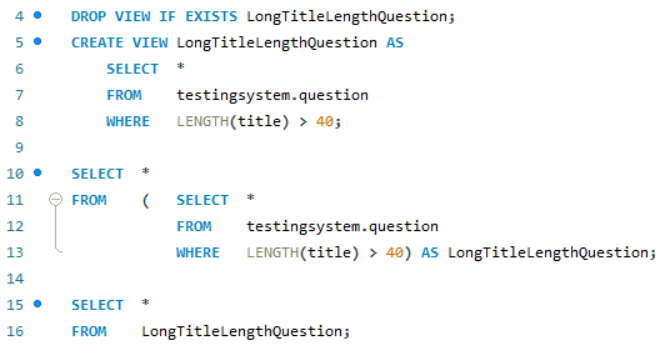 4 DROP VIEW IF EXISTS LongTitleLengthQuestion;
5 CREATE VIEW LongTitleLengthQuestion AS
6 SELECT *
7 FROM testingsystem.question
8 WHERE LENGTH(title) > 40;
9
10 SELECT *
11 FROM ( SELECT *
12 FROM testingsystem.question
13 WHERE LENGTH(title) > 40) AS LongTitleLengthQuestion;
14
15 SELECT *
16 FROM LongTitleLengthQuestion;